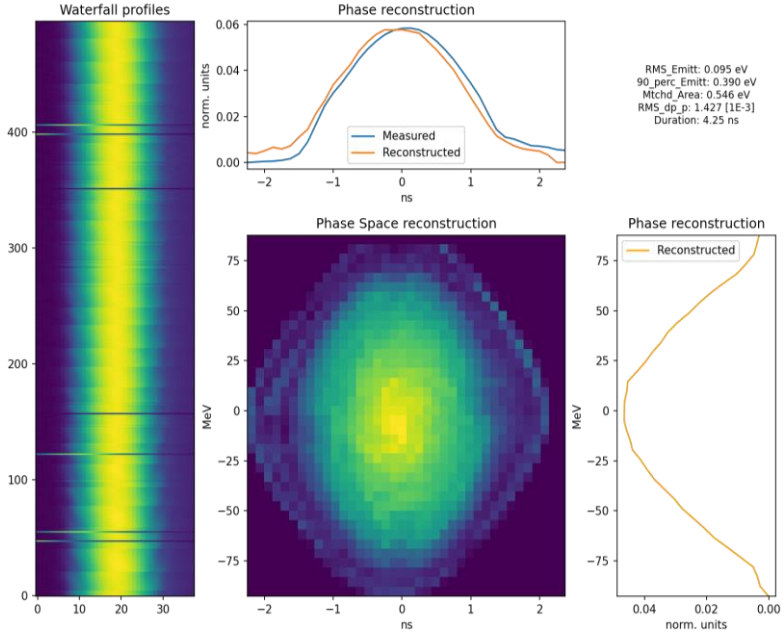 Waterfall profiles
400
300
200
100
0
0
10
20
30
Phase reconstruction
norm. units
0.06
0.04
0.02
0.00
Measured
Reconstructed
−2
−1
0
1
2
ns
RMS_Emitt: 0.095 eV
90_perc_Emitt: 0.390 eV
Mtchd_Area: 0.546 eV
RMS_dp_p: 1.427 [1E-3]
Duration: 4.25 ns
Phase Space reconstruction
MeV
75
50
25
0
−25
−50
−75
−2
−1
0
1
2
ns
Phase reconstruction
Reconstructed
MeV
75
50
25
0
−25
−50
−75
0.04
0.02
0.00
norm. units